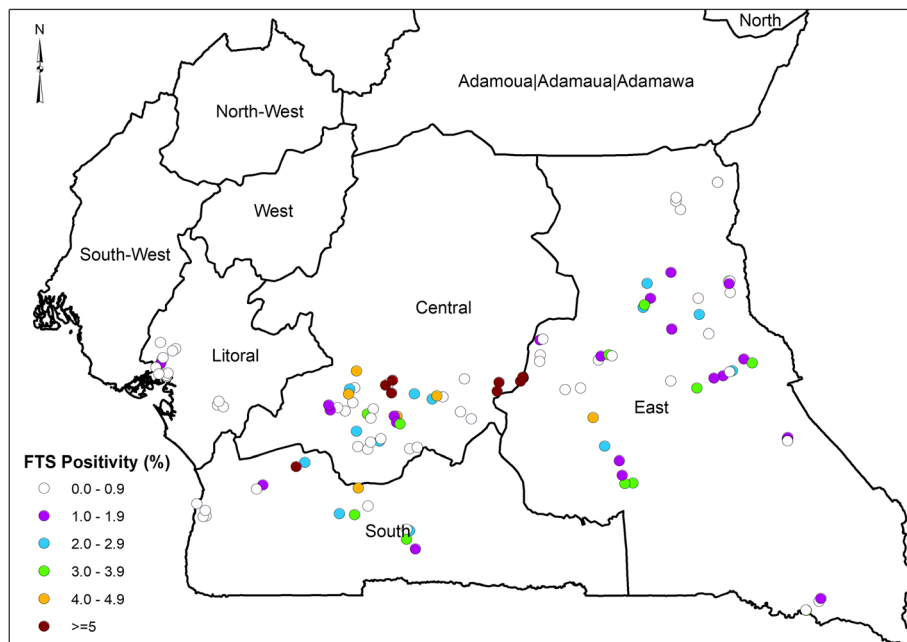 N
North
Adamoua|Adamaua|Adamawa
North-West
West
South-West
Central
Litoral
East
South
FTS Positivity (%)
0.0 - 0.9
1.0 - 1.9
2.0 - 2.9
3.0 - 3.9
4.0 - 4.9
>=5